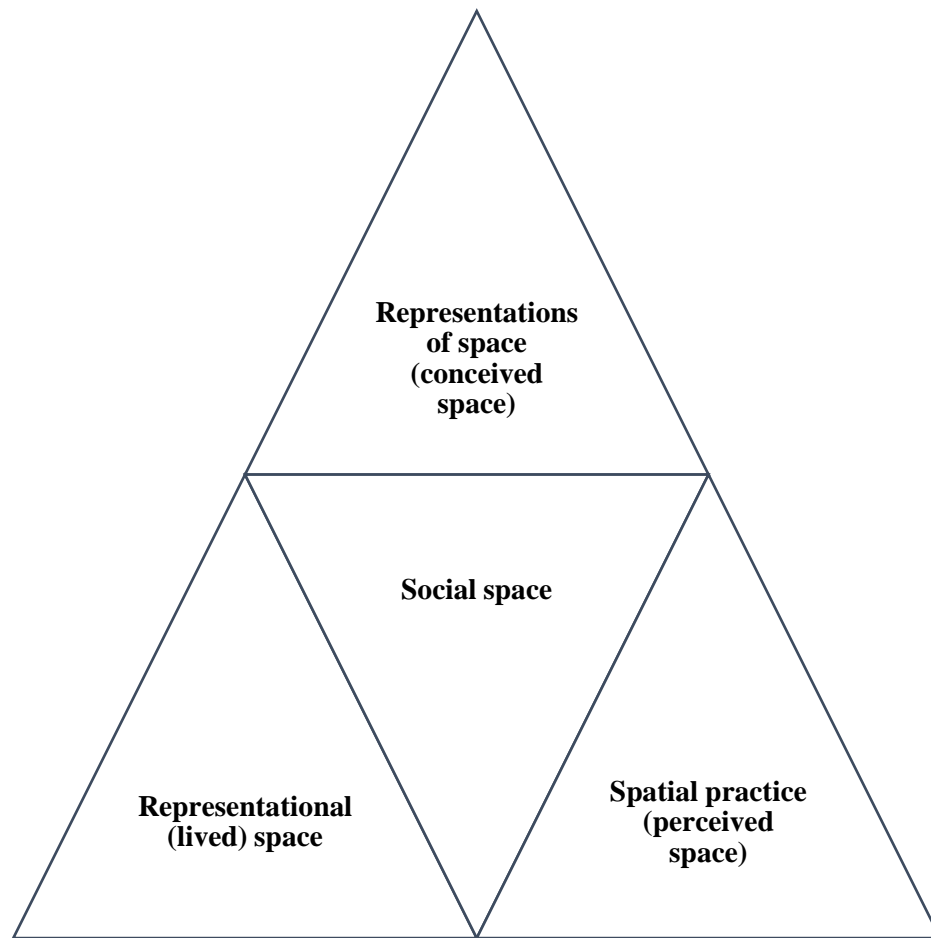 Representations
of space
(conceived
space)
Social space
Representational
(lived) space
Spatial practice
(perceived
space)